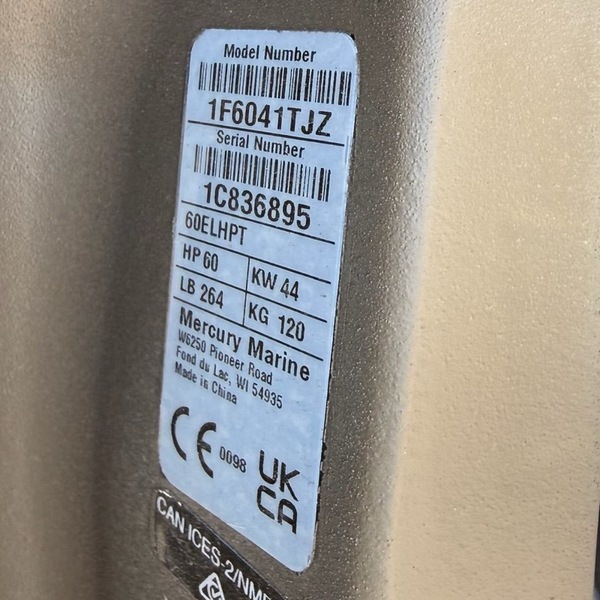 Model Number
1F6041TJZ
Serial Number
1C836895
60ELHPT
HP 60 KW 44
LB 264 KG 120
Mercury Marine
W6250 Pioneer Road
Fond du Lac, WI 54935
Made in China
CE 0098 UK
CA
CAN ICES-2/NMB